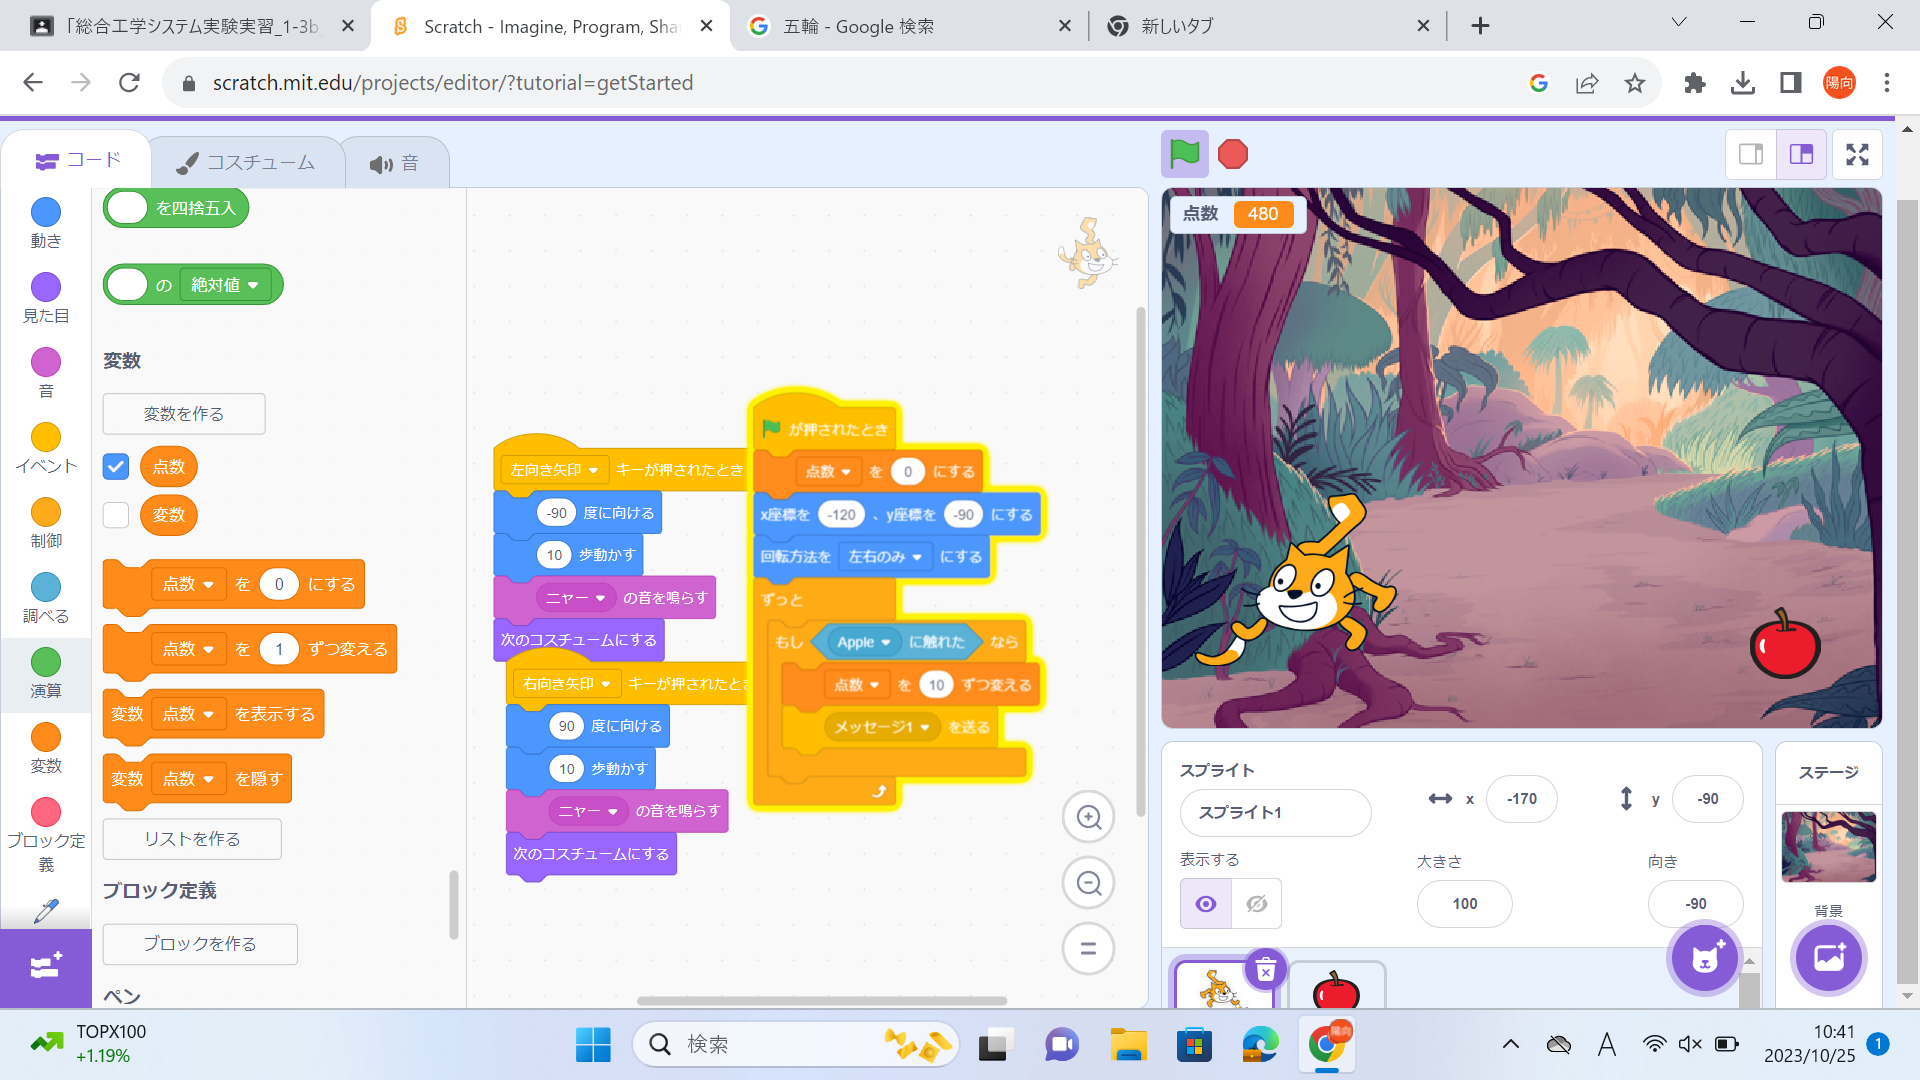 「総合工学システム実験実習_1-3b_
Scratch - Imagine, Program, Sha
五輪 - Google 検索
新しいタブ
scratch.mit.edu/projects/editor/?tutorial=getStarted
陽向
コード
コスチューム
音
動き
見た目
音
イベント
制御
調べる
演算
変数
ブロック定義
を四捨五入
の 絶対値
変数
変数を作る
点数
変数
点数 を 0 にする
点数 を 1 ずつ変える
変数 点数 を表示する
変数 点数 を隠す
リストを作る
ブロック定義
ブロックを作る
ペン
左向き矢印 キーが押されたとき
-90 度に向ける
10 歩動かす
ニャー の音を鳴らす
次のコスチュームにする
右向き矢印 キーが押されたとき
90 度に向ける
10 歩動かす
ニャー の音を鳴らす
次のコスチュームにする
が押されたとき
点数 を 0 にする
x座標を -120 、y座標を -90 にする
回転方法を 左右のみ にする
ずっと
もし Apple に触れた なら
点数 を 10 ずつ変える
メッセージ1 を送る
点数 480
スプライト
スプライト1
x -170
y -90
表示する
大きさ
100
向き
-90
ステージ
背景
TOPX100
+1.19%
検索
陽向
A
10:41
2023/10/25
1